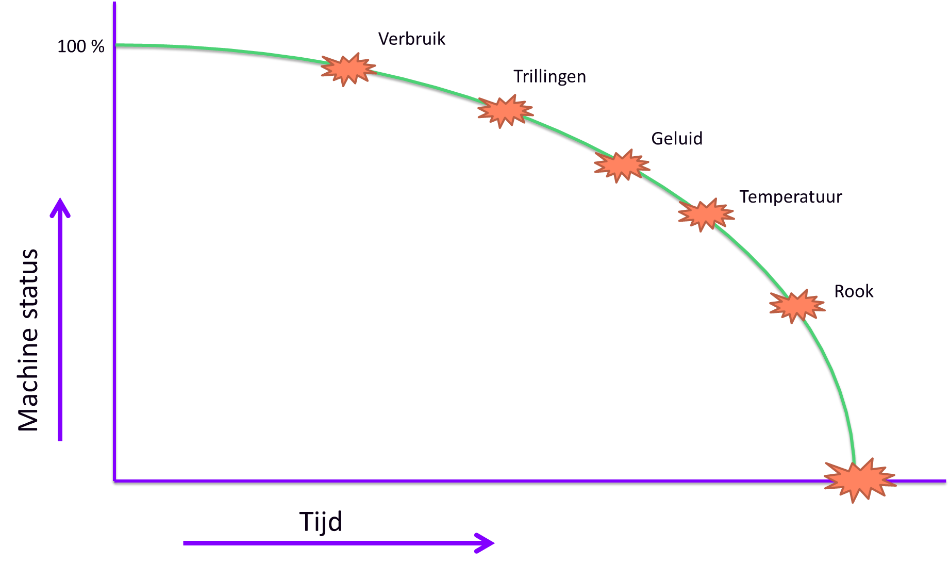 Verbruik
100 %
Trillingen
Geluid
Temperatuur
Rook
Machine status
Tijd